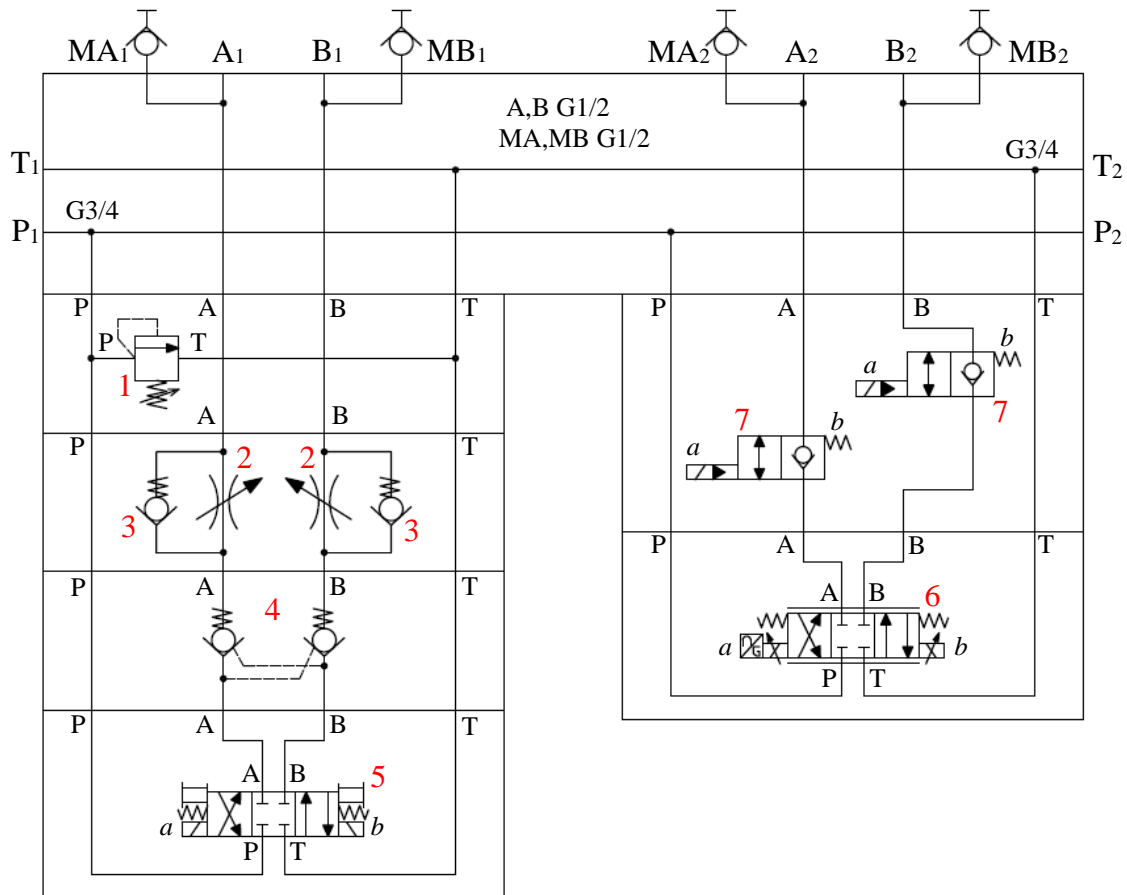 MA1 A1 B1 MB1 MA2 A2 B2 MB2
A,B G1/2
MA,MB G1/2
T1 G3/4 T2
P1 G3/4 P2
P A B T P A B T
P T
1
a b
7
a 7 b
A B
P T
2 2
3 3
P A B T
P A B T
4
A B 6
a b
P T
P A B T
A B 5
a b
P T